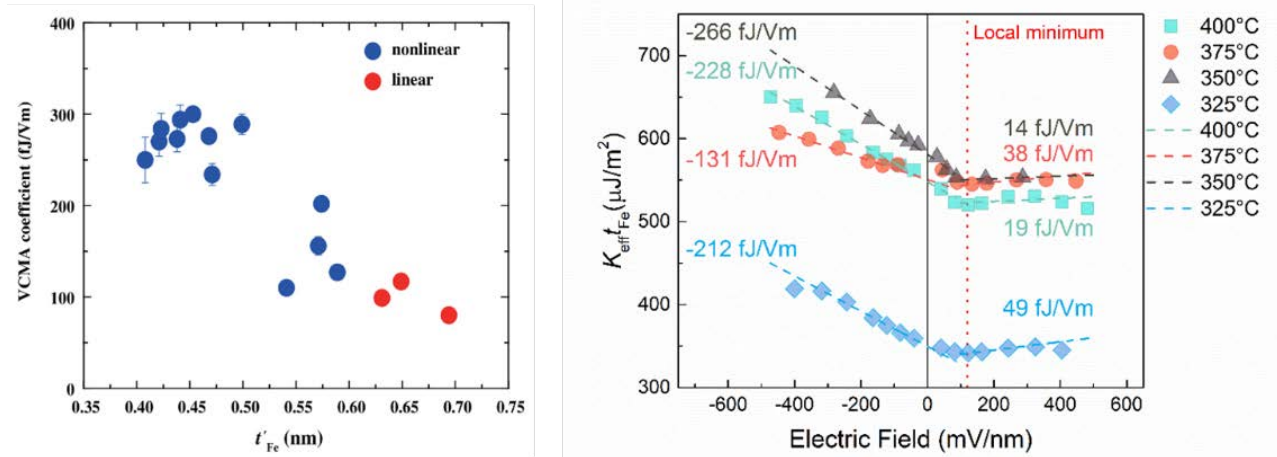 400
300
200
100
0
VCMA coefficient (fJ/Vm)
nonlinear
linear
0.35 0.40 0.45 0.50 0.55 0.60 0.65 0.70 0.75
t′Fe (nm)
700
600
500
400
300
KefftFe(μJ/m²)
-266 fJ/Vm
-228 fJ/Vm
-131 fJ/Vm
-212 fJ/Vm
Local minimum
14 fJ/Vm
38 fJ/Vm
19 fJ/Vm
49 fJ/Vm
-600 -400 -200 0 200 400 600
Electric Field (mV/nm)
400°C
375°C
350°C
325°C
400°C
375°C
350°C
325°C